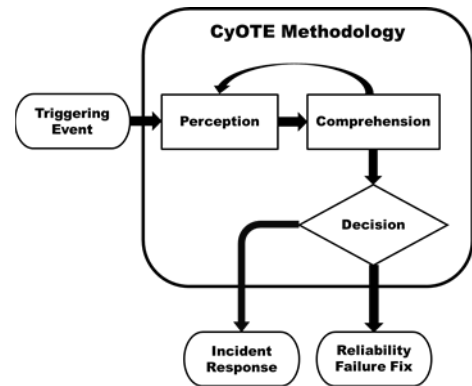 CyOTE Methodology
Triggering
Event
Perception
Comprehension
Decision
Incident
Response
Reliability
Failure Fix